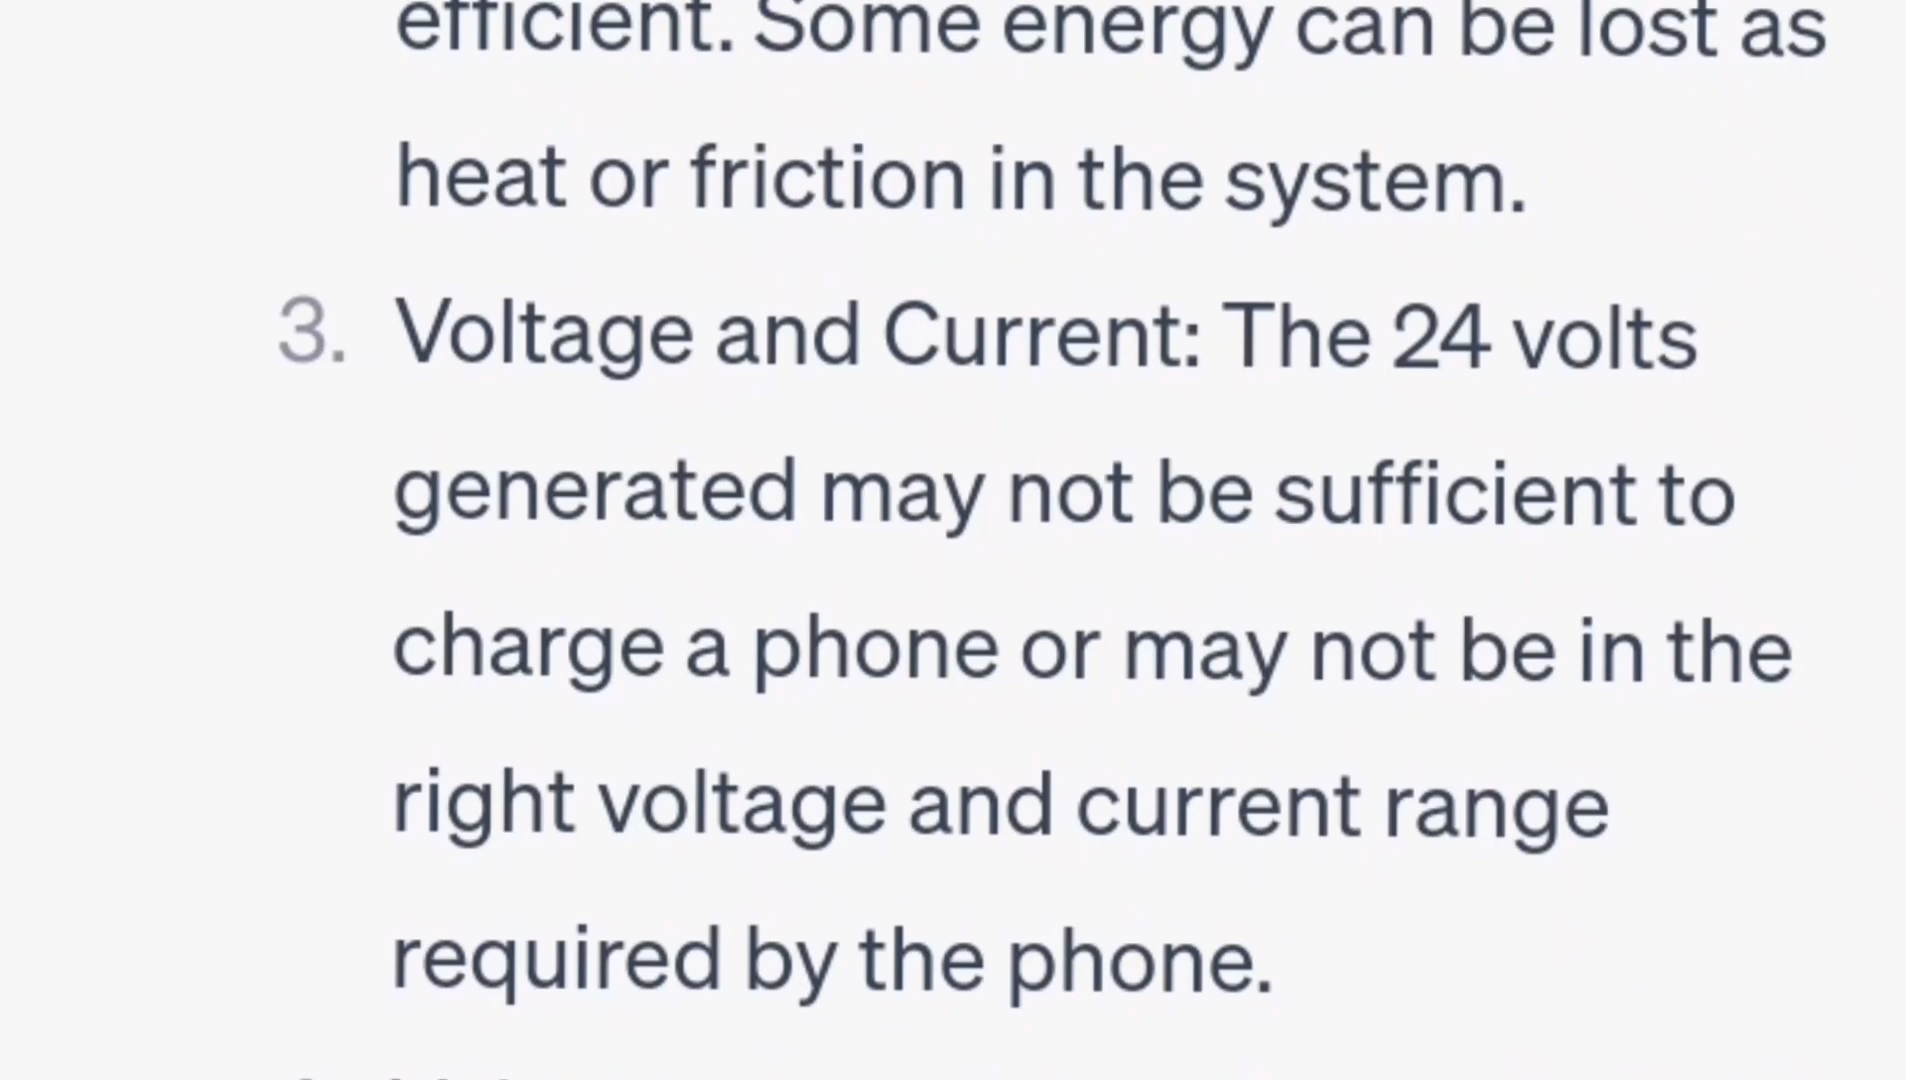 efficient. Some energy can be lost as
heat or friction in the system.
3. Voltage and Current: The 24 volts
generated may not be sufficient to
charge a phone or may not be in the
right voltage and current range
required by the phone.